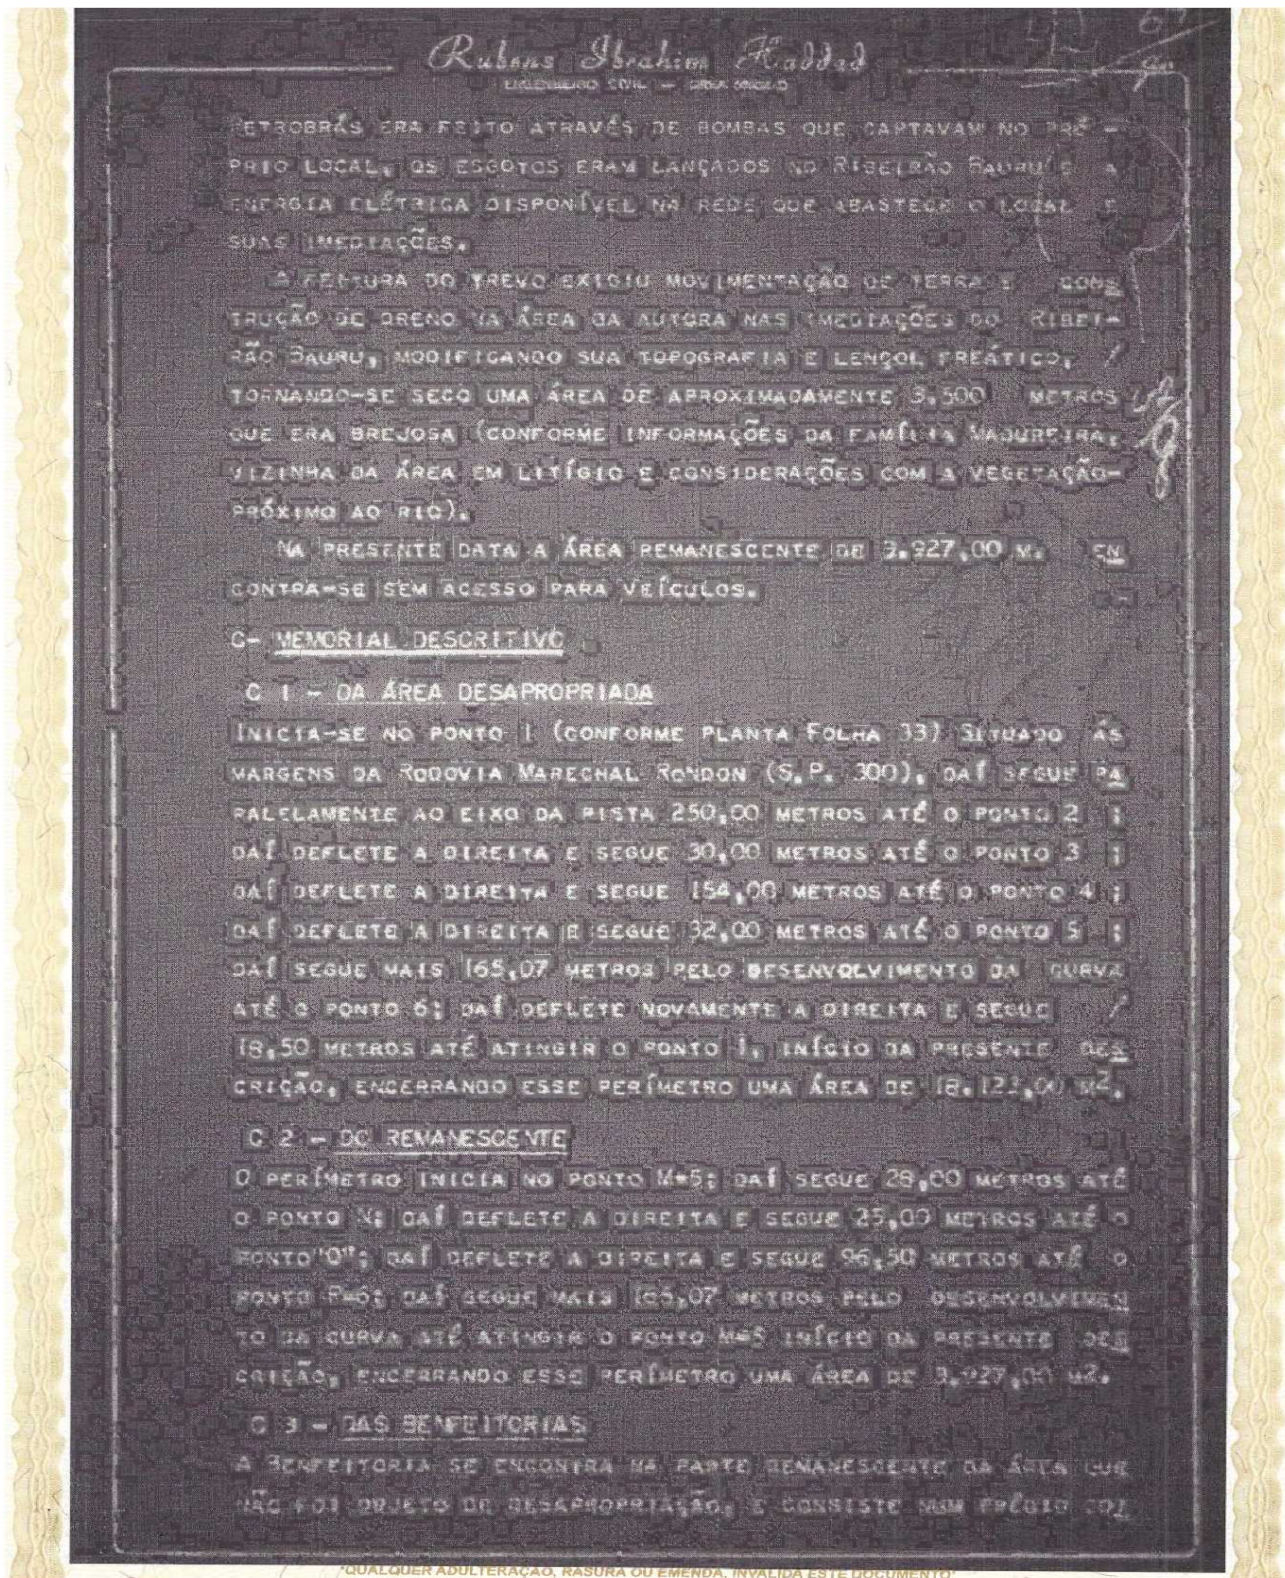 Rubens Ibrahim Haddad
ENGENHEIRO CIVIL —
PETROBRÁS ERA FEITO ATRAVÉS DE BOMBAS QUE CAPTAVAM NO PRÓ -
PRIO LOCAL, OS ESGOTOS ERAM LANÇADOS NO RIBEIRÃO BAURU E A
ENERGIA ELÉTRICA DISPONÍVEL NA REDE QUE ABASTECE O LOCAL E
SUAS IMEDIAÇÕES.
A FEITURA DO TREVO EXIGIU MOVIMENTAÇÃO DE TERRA E CONS
TRUÇÃO DE DRENO NA ÁREA DA AUTORA NAS IMEDIAÇÕES DO RIBEI-
RÃO BAURU, MODIFICANDO SUA TOPOGRAFIA E LENÇOL FREÁTICO, /
TORNANDO-SE SECO UMA ÁREA DE APROXIMADAMENTE 3.500 METROS
QUE ERA BREJOSA (CONFORME INFORMAÇÕES DA FAMÍLIA MADUREIRA,
VIZINHA DA ÁREA EM LITÍGIO E CONSIDERAÇÕES COM A VEGETAÇÃO-
PRÓXIMO AO RIO).
NA PRESENTE DATA A ÁREA REMANESCENTE DE 3.927,00 M. EN
CONTRA-SE SEM ACESSO PARA VEÍCULOS.
C- MEMORIAL DESCRITIVO
C 1 - DA ÁREA DESAPROPRIADA
INICIA-SE NO PONTO 1 (CONFORME PLANTA FOLHA 33) SITUADO ÀS
MARGENS DA RODOVIA MARECHAL RONDON (S.P. 300), DAÍ SEGUE PA
RALELAMENTE AO EIXO DA PISTA 250,00 METROS ATÉ O PONTO 2 ;
DAÍ DEFLETE A DIREITA E SEGUE 30,00 METROS ATÉ O PONTO 3 ;
DAÍ DEFLETE A DIREITA E SEGUE 154,00 METROS ATÉ O PONTO 4 ;
DAÍ DEFLETE A DIREITA E SEGUE 32,00 METROS ATÉ O PONTO 5 ;
DAÍ SEGUE MAIS 165,07 METROS PELO DESENVOLVIMENTO DA CURVA
ATÉ O PONTO 6; DAÍ DEFLETE NOVAMENTE A DIREITA E SEGUE /
18,50 METROS ATÉ ATINGIR O PONTO 1, INÍCIO DA PRESENTE DES
CRIÇÃO, ENCERRANDO ESSE PERÍMETRO UMA ÁREA DE 18.123,00 M2.
C 2 - DO REMANESCENTE
O PERÍMETRO INICIA NO PONTO M=5; DAÍ SEGUE 28,00 METROS ATÉ
O PONTO N; DAÍ DEFLETE A DIREITA E SEGUE 25,00 METROS ATÉ O
PONTO"O"; DAÍ DEFLETE A DIREITA E SEGUE 96,50 METROS ATÉ O
PONTO P=6; DAÍ SEGUE MAIS 165,07 METROS PELO DESENVOLVIMEN
TO DA CURVA ATÉ ATINGIR O PONTO M=5 INÍCIO DA PRESENTE DES
CRIÇÃO, ENCERRANDO ESSE PERÍMETRO UMA ÁREA DE 3.927,00 M2.
C 3 - DAS BENFEITORIAS
A BENFEITORIA SE ENCONTRA NA PARTE REMANESCENTE DA ÁREA QUE
NÃO FOI OBJETO DE DESAPROPRIAÇÃO, E CONSISTE NUM PRÉDIO COM
"QUALQUER ADULTERAÇÃO, RASURA OU EMENDA, INVALIDA ESTE DOCUMENTO"